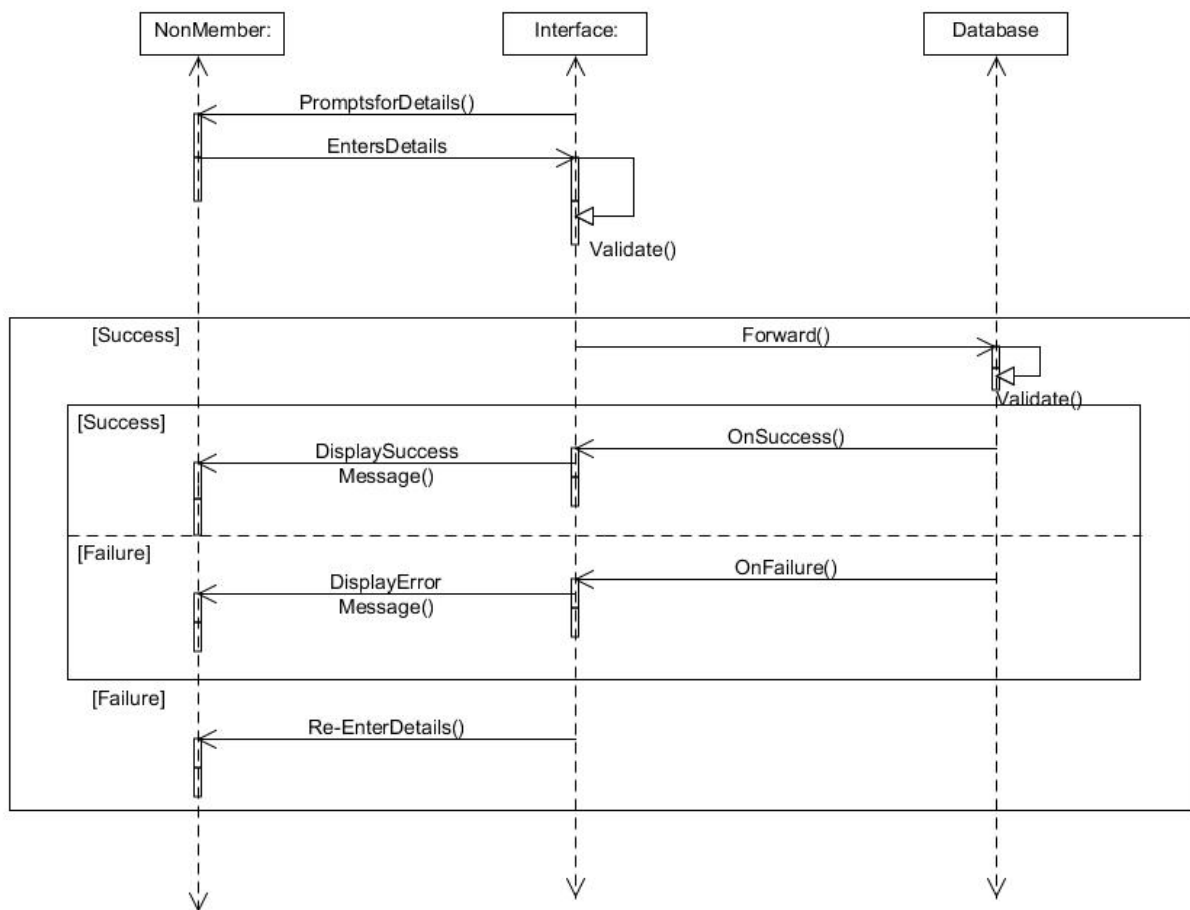 NonMember:
Interface:
Database
PromptsforDetails()
EntersDetails
Validate()
[Success]
Forward()
Validate()
[Success]
OnSuccess()
DisplaySuccess
Message()
[Failure]
OnFailure()
DisplayError
Message()
[Failure]
Re-EnterDetails()